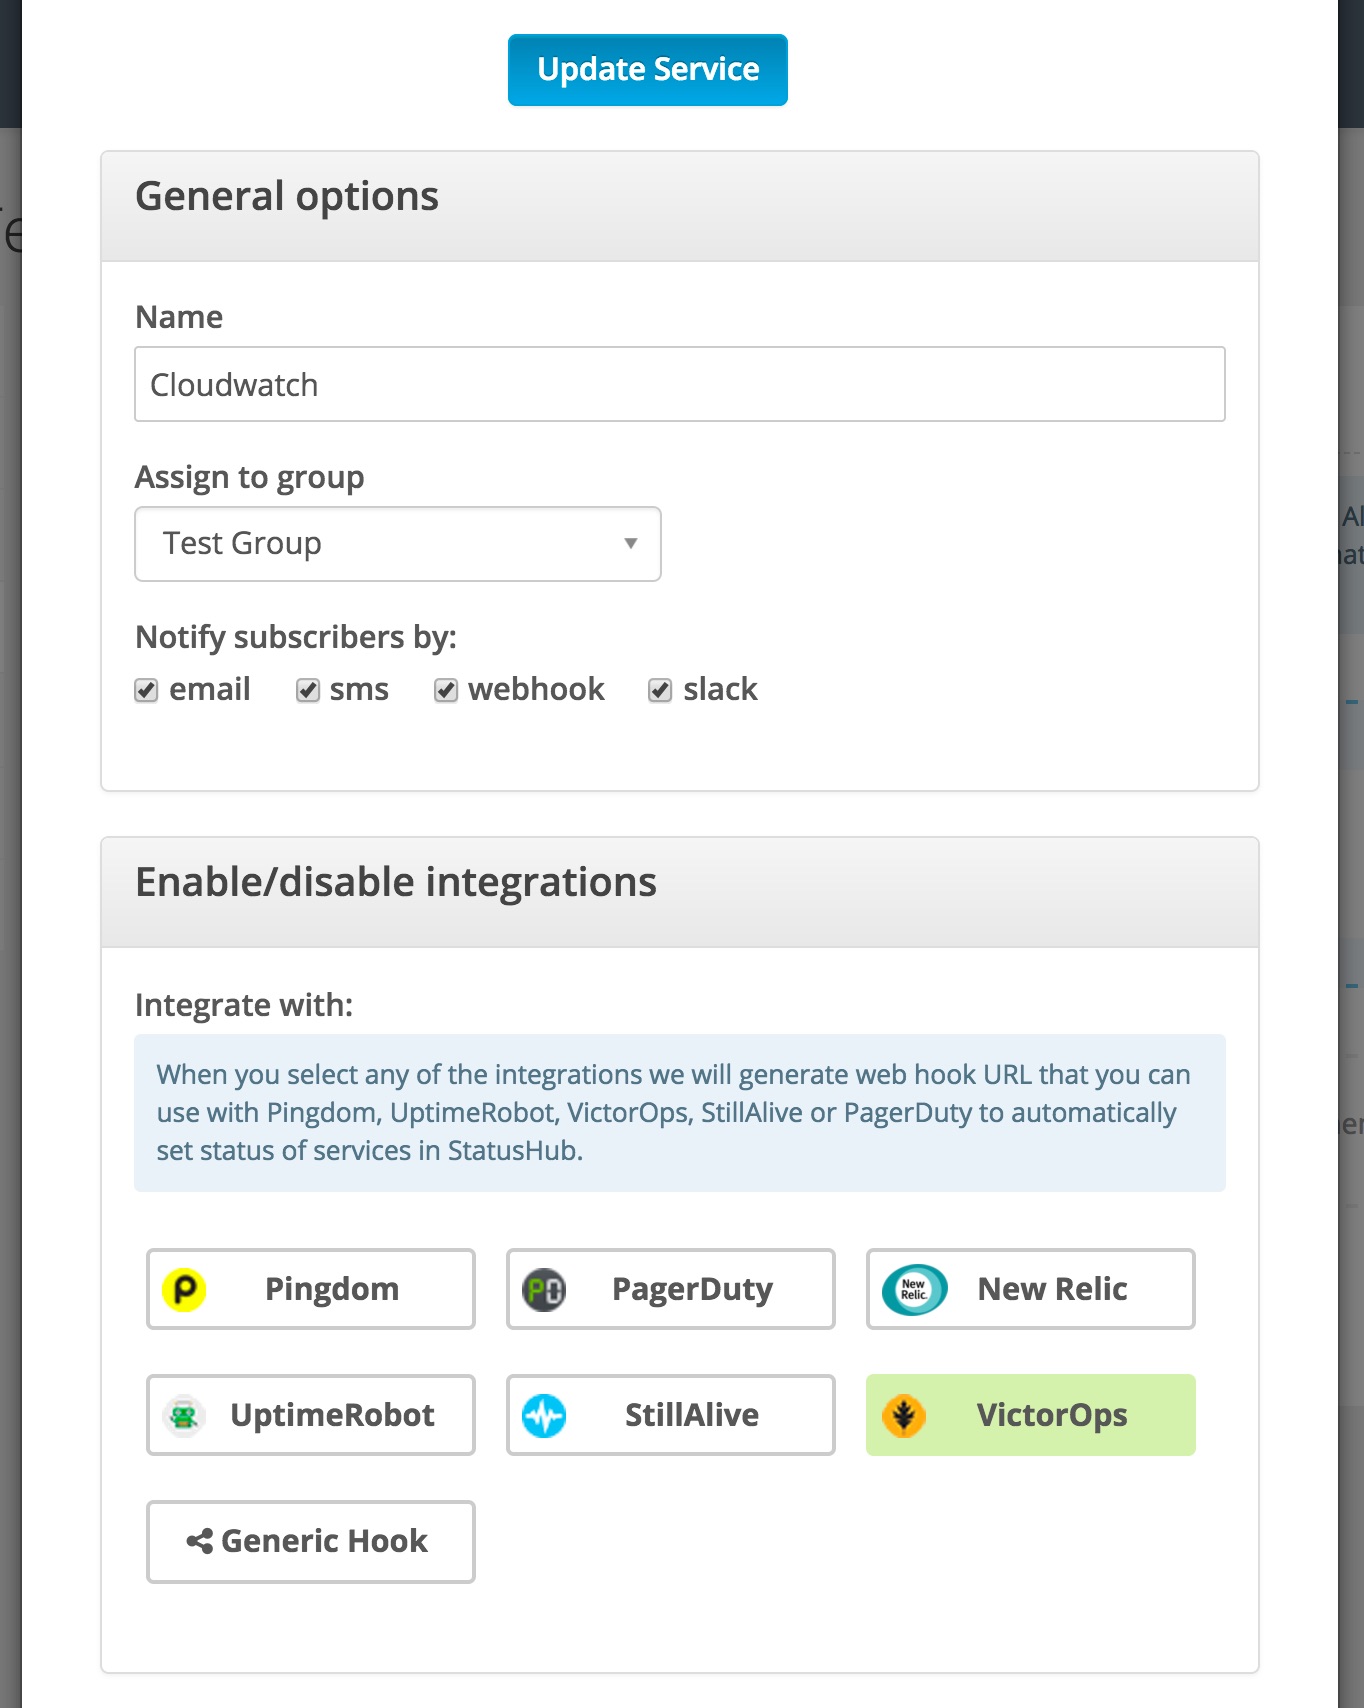 Update Service
General options
Name
Cloudwatch
Assign to group
Test Group
Notify subscribers by:
email sms webhook slack
Enable/disable integrations
Integrate with:
When you select any of the integrations we will generate web hook URL that you can
use with Pingdom, UptimeRobot, VictorOps, StillAlive or PagerDuty to automatically
set status of services in StatusHub.
Pingdom PagerDuty New Relic. New Relic
UptimeRobot StillAlive VictorOps
Generic Hook